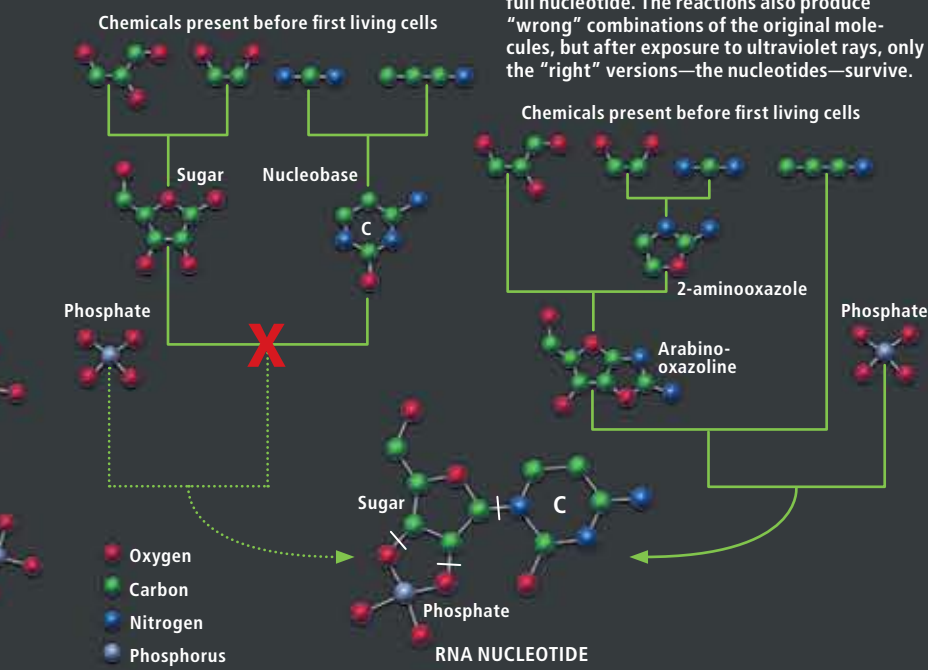 full nucleotide. The reactions also produce
“wrong” combinations of the original mole-
cules, but after exposure to ultraviolet rays, only
the “right” versions—the nucleotides—survive.
Chemicals present before first living cells
Sugar
Nucleobase
C
Phosphate
X
Chemicals present before first living cells
2-aminooxazole
Phosphate
Arabino-
oxazoline
Sugar
C
Phosphate
RNA NUCLEOTIDE
Oxygen
Carbon
Nitrogen
Phosphorus